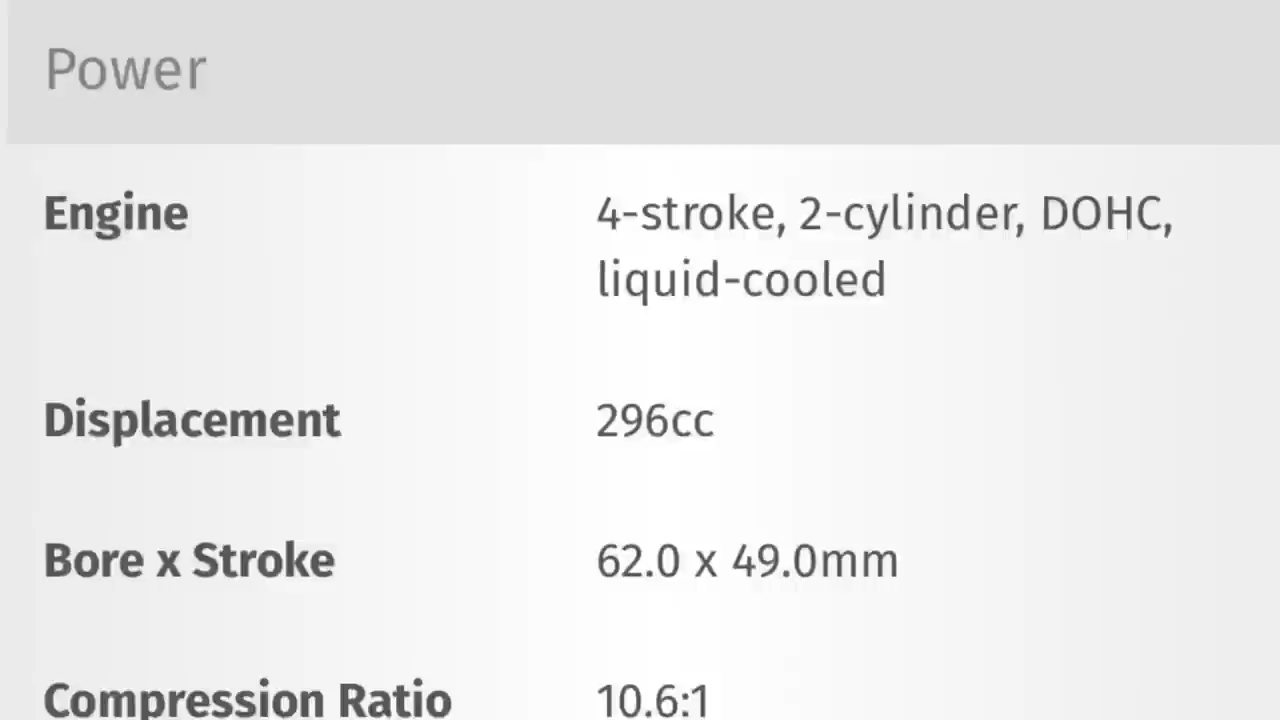 Power
Engine
4-stroke, 2-cylinder, DOHC,
liquid-cooled
Displacement
296cc
Bore x Stroke
62.0 x 49.0mm
Compression Ratio
10.6:1